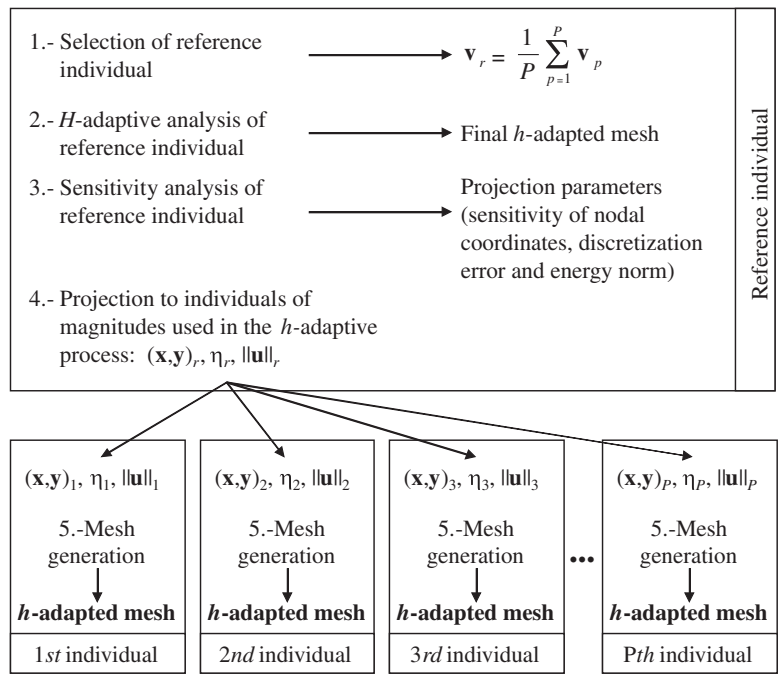 1.- Selection of reference
individual
v_r = 1/P ∑_{p=1}^{P} v_p
2.- H-adaptive analysis of
reference individual
Final h-adapted mesh
3.- Sensitivity analysis of
reference individual
Projection parameters
(sensitivity of nodal
coordinates, discretization
error and energy norm)
4.- Projection to individuals of
magnitudes used in the h-adaptive
process: (x,y)_r, η_r, ||u||_r
Reference individual
(x,y)_1, η_1, ||u||_1
5.-Mesh
generation
h-adapted mesh
1st individual
(x,y)_2, η_2, ||u||_2
5.-Mesh
generation
h-adapted mesh
2nd individual
(x,y)_3, η_3, ||u||_3
5.-Mesh
generation
h-adapted mesh
3rd individual
...
(x,y)_P, η_P, ||u||_P
5.-Mesh
generation
h-adapted mesh
Pth individual